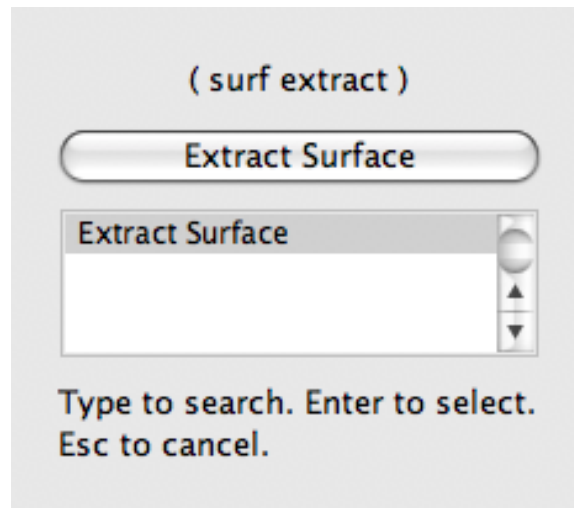 ( surf extract )
Extract Surface
Extract Surface
Type to search. Enter to select.
Esc to cancel.